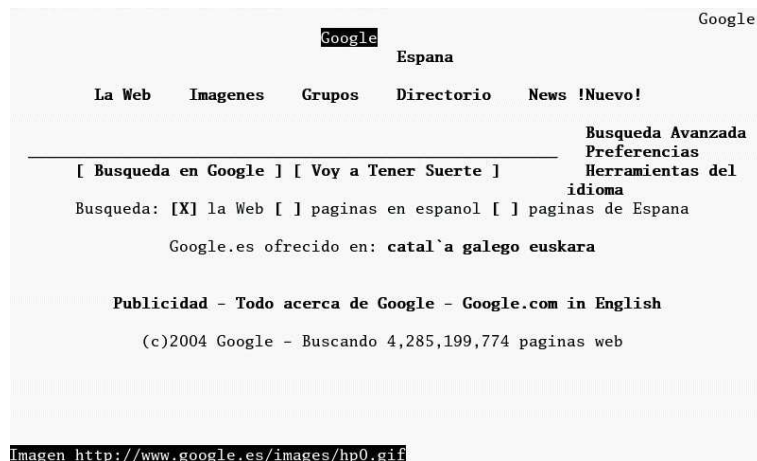 Google
Google
Espana
La Web Imagenes Grupos Directorio News !Nuevo!
Busqueda Avanzada
Preferencias
[ Busqueda en Google ] [ Voy a Tener Suerte ] Herramientas del
idioma
Busqueda: [X] la Web [ ] paginas en espanol [ ] paginas de Espana
Google.es ofrecido en: catal`a galego euskara
Publicidad - Todo acerca de Google - Google.com in English
(c)2004 Google - Buscando 4,285,199,774 paginas web
Imagen http://www.google.es/images/hp0.gif